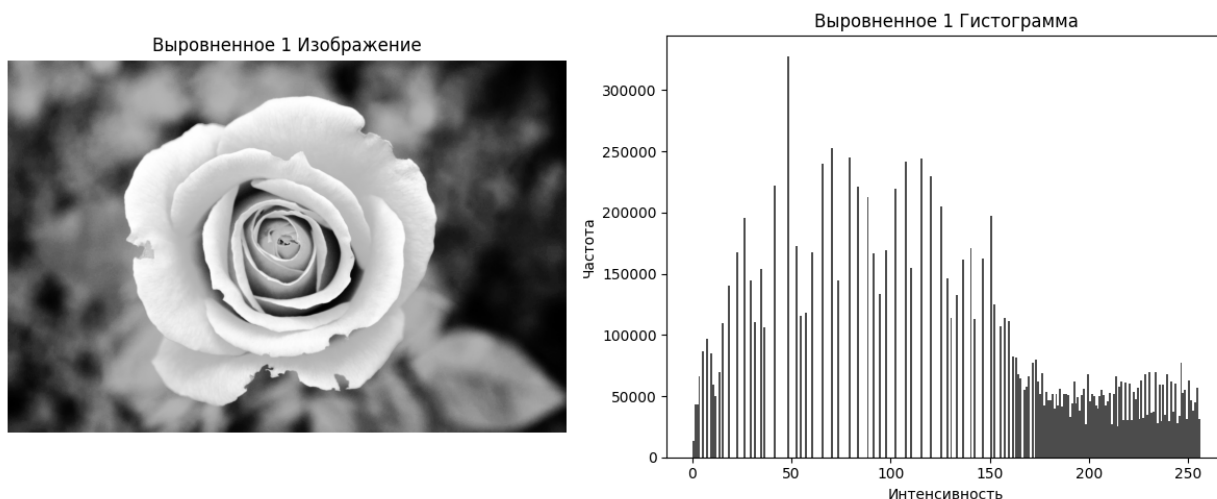 Выровненное 1 Изображение
Выровненное 1 Гистограмма
Частота
300000
250000
200000
150000
100000
50000
0
0 50 100 150 200 250
Интенсивность